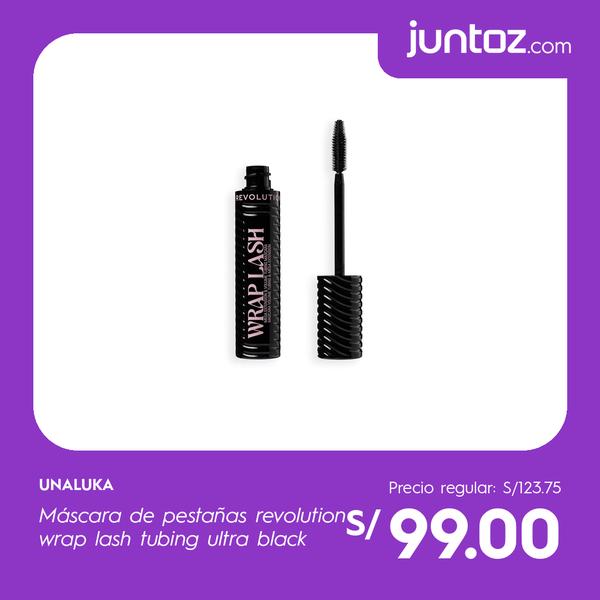 juntoz.com
REVOLUTIO
WRAP LASH
UNALUKA
Máscara de pestañas revolution
wrap lash tubing ultra black
Precio regular: S/123.75
S/ 99.00